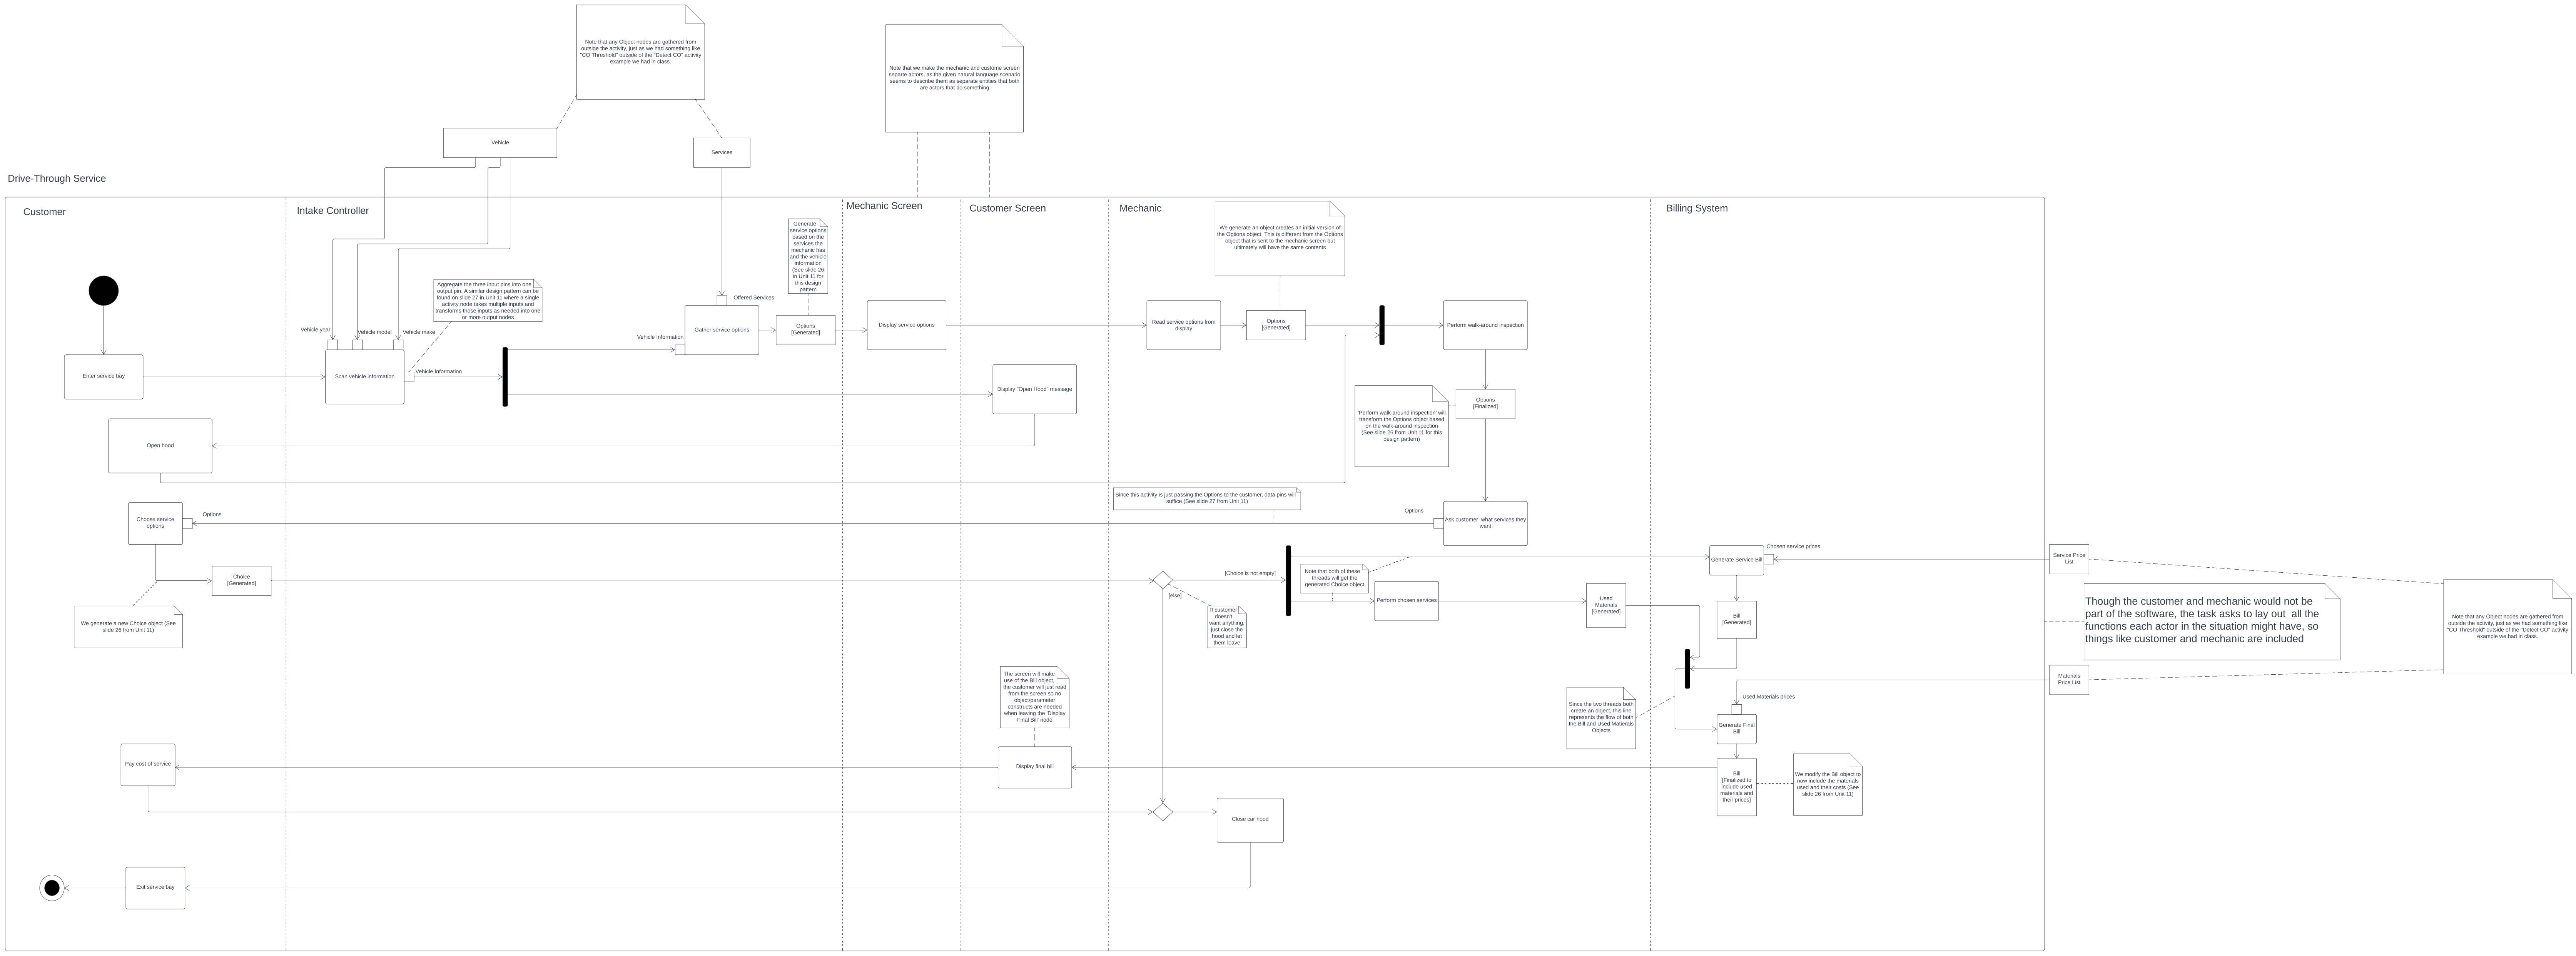 Note that any Object nodes are gathered from
outside the activity, just as we had something like
"CO Threshold" outside of the "Detect CO" activity
example we had in class.
Note that we make the mechanic and custome screen
separte actors, as the given natural language scenario
seems to describe them as separate entities that both
are actors that do something
Vehicle
Services
Drive-Through Service
Customer
Intake Controller
Mechanic Screen
Customer Screen
Mechanic
Billing System
Generate
service options
based on the
services the
mechanic has
and the vehicle
information
(See slide 26
in Unit 11 for
this design
pattern
We generate an object creates an initial version of
the Options object. This is different from the Options
object that is sent to the mechanic screen but
ultimately will have the same contents
Aggregate the three input pins into one
output pin. A similar design pattern can be
found on slide 27 in Unit 11 where a single
activity node takes multiple inputs and
transforms those inputs as needed into one
or more output nodes
Offered Services
Vehicle year
Vehicle model
Vehicle make
Vehicle Information
Gather service options
Options
[Generated]
Display service options
Read service options from
display
Options
[Generated]
Perform walk-around inspection
Enter service bay
Scan vehicle information
Vehicle Information
Display "Open Hood" message
Options
[Finalized]
'Perform walk-around inspection' will
transform the Options object based
on the walk-around inspection
(See slide 26 from Unit 11 for this
design pattern)
Open hood
Since this activity is just passing the Options to the customer, data pins will
suffice (See slide 27 from Unit 11)
Choose service
options
Options
Options
Ask customer  what services they
want
Choice
[Generated]
We generate a new Choice object (See
slide 26 from Unit 11)
[Choice is not empty]
[else]
If customer
doesn't
want anything,
just close the
hood and let
them leave
Note that both of these
threads will get the
generated Choice object
Perform chosen services
Used
Materials
[Generated]
Generate Service Bill
Chosen service prices
Service Price
List
Bill
[Generated]
Though the customer and mechanic would not be
part of the software, the task asks to lay out  all the
functions each actor in the situation might have, so
things like customer and mechanic are included
Note that any Object nodes are gathered from
outside the activity, just as we had something like
"CO Threshold" outside of the "Detect CO" activity
example we had in class.
Materials
Price List
Used Materials prices
The screen will make
use of the Bill object,
the customer will just read
from the screen so no
object/parameter
constructs are needed
when leaving the 'Display
Final Bill' node
Since the two threads both
create an object, this line
represents the flow of both
the Bill and Used Materials
Objects
Generate Final
Bill
Pay cost of service
Display final bill
Bill
[Finalized to
include used
materials and
their prices]
We modify the Bill object to
now include the materials
used and their costs (See
slide 26 from Unit 11)
Close car hood
Exit service bay